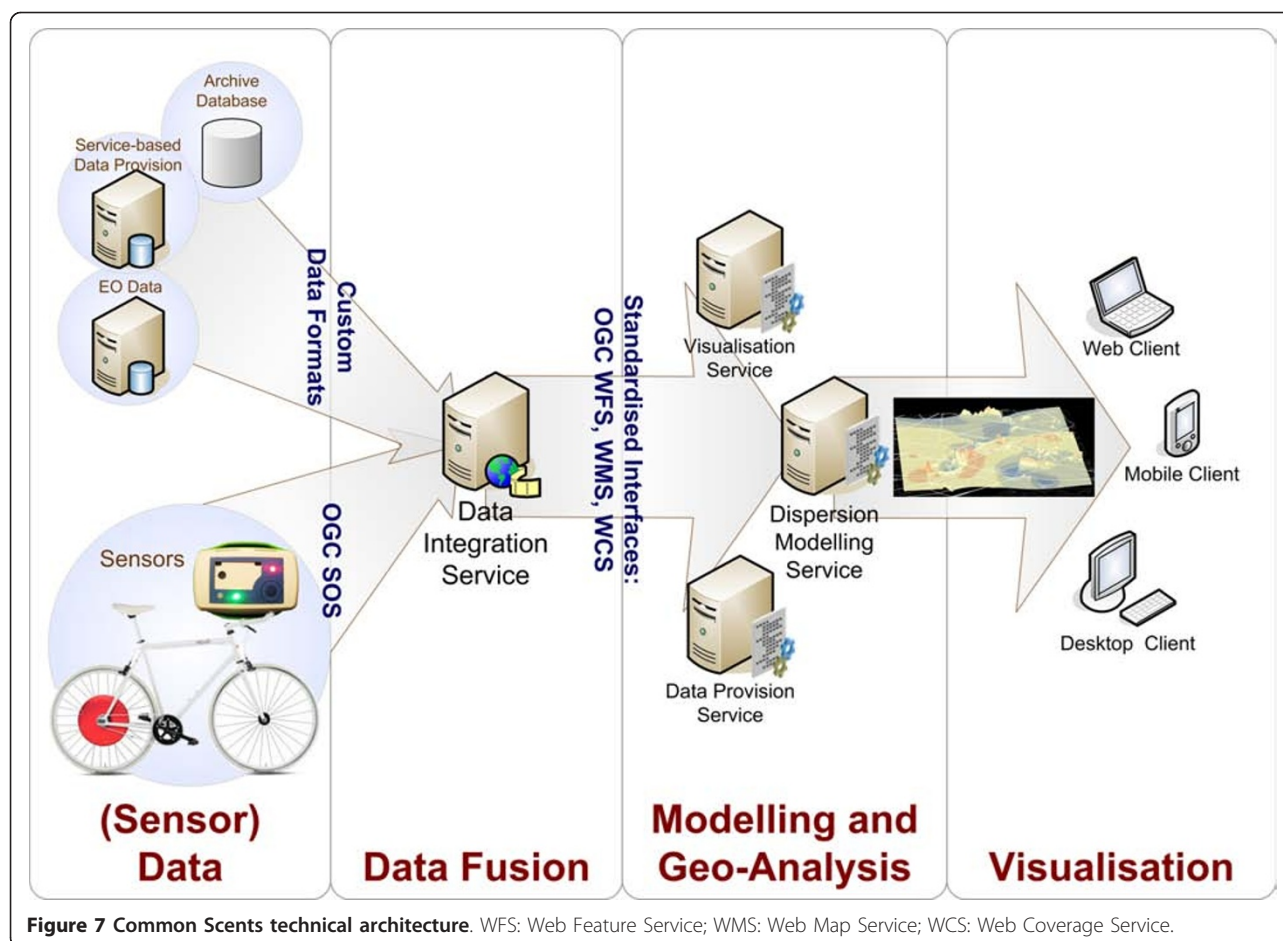 Archive
Database
Service-based
Data Provision
EO Data
Sensors
Custom
Data Formats
OGC SOS
(Sensor)
Data
Data
Integration
Service
Standardised Interfaces:
OGC WFS, WMS, WCS
Data Fusion
Visualisation
Service
Dispersion
Modelling
Service
Data Provision
Service
Modelling and
Geo-Analysis
Web Client
Mobile Client
Desktop Client
Visualisation
Figure 7 Common Scents technical architecture. WFS: Web Feature Service; WMS: Web Map Service; WCS: Web Coverage Service.